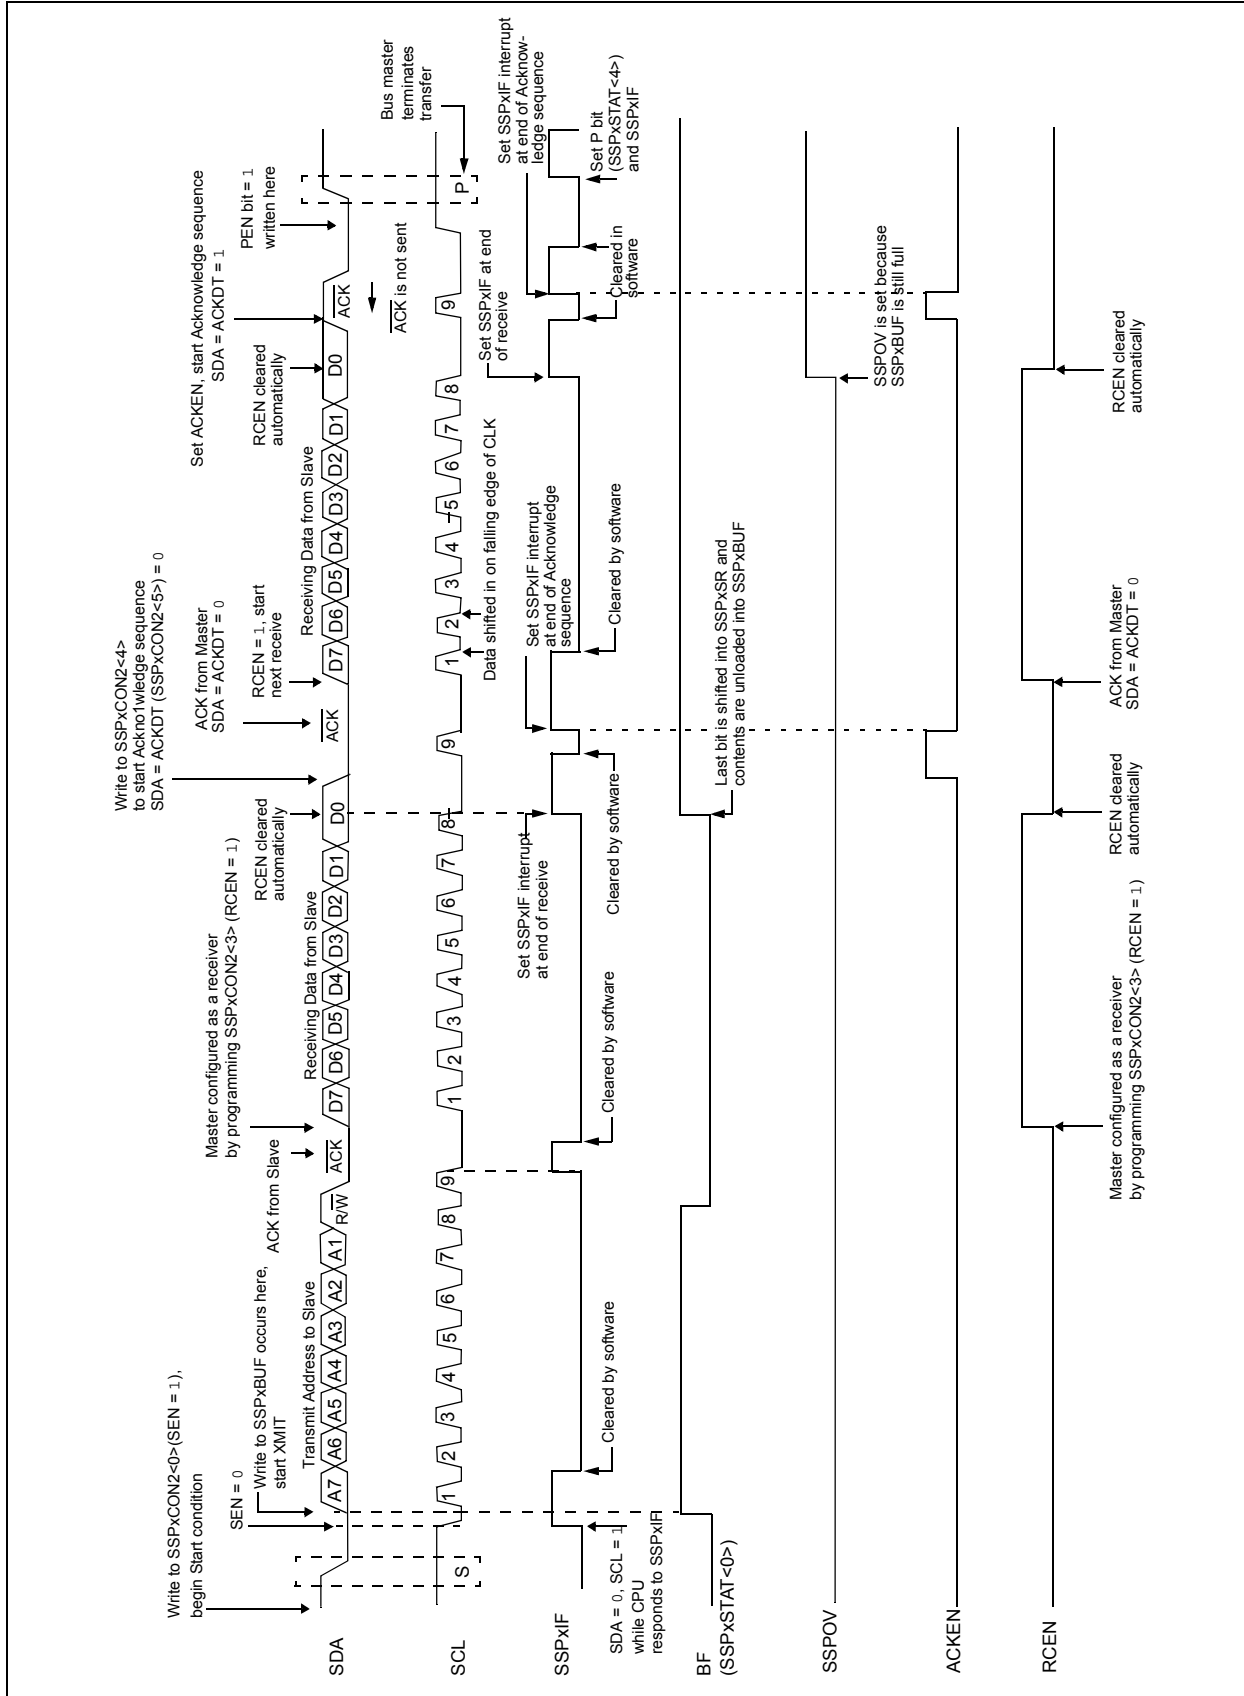 Write to SSPxCON2<0>(SEN = 1),
begin Start condition
SEN = 0
Write to SSPxBUF occurs here,
start XMIT
ACK from Slave
Master configured as a receiver
by programming SSPxCON2<3> (RCEN = 1)
RCEN cleared
automatically
Write to SSPxCON2<4>
to start Ackno1wledge sequence
SDA = ACKDT (SSPxCON2<5>) = 0
ACK from Master
SDA = ACKDT = 0
RCEN = 1, start
next receive
RCEN cleared
automatically
Set ACKEN, start Acknowledge sequence
SDA = ACKDT = 1
PEN bit = 1
written here
Transmit Address to Slave
Receiving Data from Slave
Receiving Data from Slave
SDA
A7 A6 A5 A4 A3 A2 A1 R/W ACK D7 D6 D5 D4 D3 D2 D1 D0 ACK D7 D6 D5 D4 D3 D2 D1 D0 ACK
ACK is not sent
Bus master
terminates
transfer
SCL
S 1 2 3 4 5 6 7 8 9 1 2 3 4 5 6 7 8 9 1 2 3 4 5 6 7 8 9 P
Data shifted in on falling edge of CLK
Set SSPxIF interrupt
at end of receive
Set SSPxIF interrupt
at end of Acknowledge
sequence
Set SSPxIF at end
of receive
Set SSPxIF interrupt
at end of Acknow-
ledge sequence
SSPxIF
SDA = 0, SCL = 1
while CPU
responds to SSPxIF
Cleared by software
Cleared by software
Cleared by software
Cleared by software
Cleared in
software
Set P bit
(SSPxSTAT<4>)
and SSPxIF
BF
(SSPxSTAT<0>)
Last bit is shifted into SSPxSR and
contents are unloaded into SSPxBUF
SSPOV
SSPOV is set because
SSPxBUF is still full
ACKEN
RCEN
Master configured as a receiver
by programming SSPxCON2<3> (RCEN = 1)
RCEN cleared
automatically
ACK from Master
SDA = ACKDT = 0
RCEN cleared
automatically